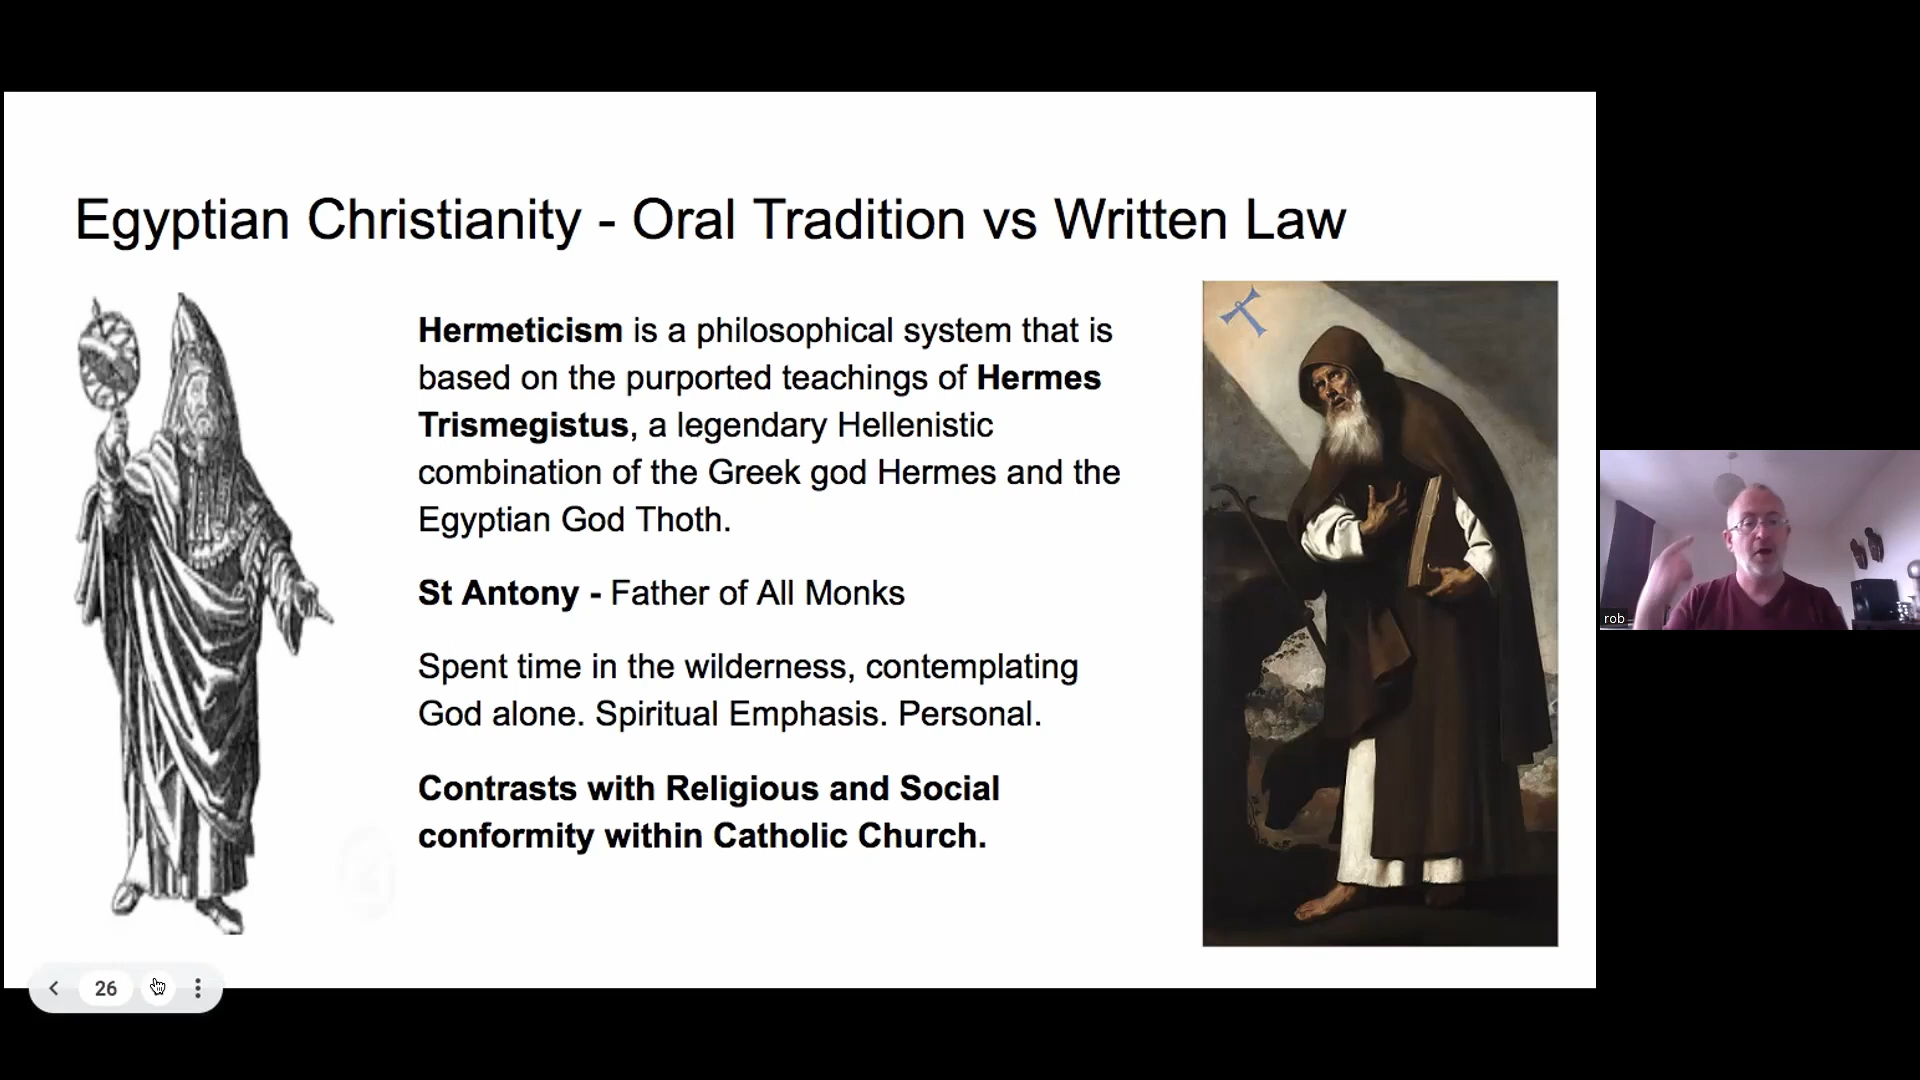 Egyptian Christianity - Oral Tradition vs Written Law
Hermeticism is a philosophical system that is
based on the purported teachings of Hermes
Trismegistus, a legendary Hellenistic
combination of the Greek god Hermes and the
Egyptian God Thoth.
St Antony - Father of All Monks
Spent time in the wilderness, contemplating
God alone. Spiritual Emphasis. Personal.
Contrasts with Religious and Social
conformity within Catholic Church.
rob
26